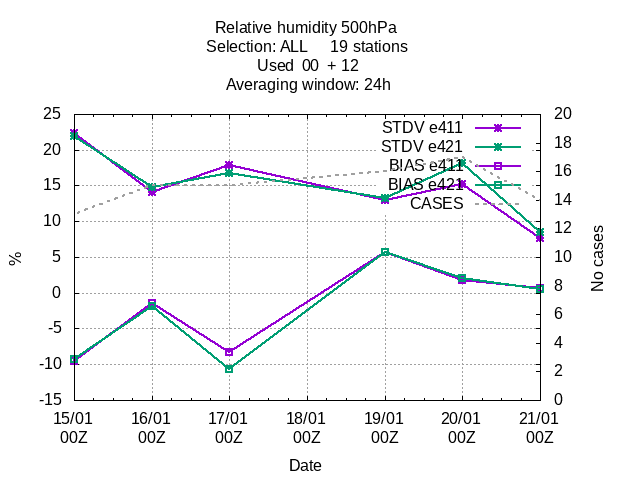 Relative humidity 500hPa
Selection: ALL     19 stations
Used  00  + 12
Averaging window: 24h
25
20
15
10
5
0
-5
-10
-15
%
STDV e411
STDV e421
BIAS e411
BIAS e421
CASES
20
18
16
14
12
10
8
6
4
2
0
No cases
15/01 16/01 17/01 18/01 19/01 20/01 21/01
00Z 00Z 00Z 00Z 00Z 00Z 00Z
Date